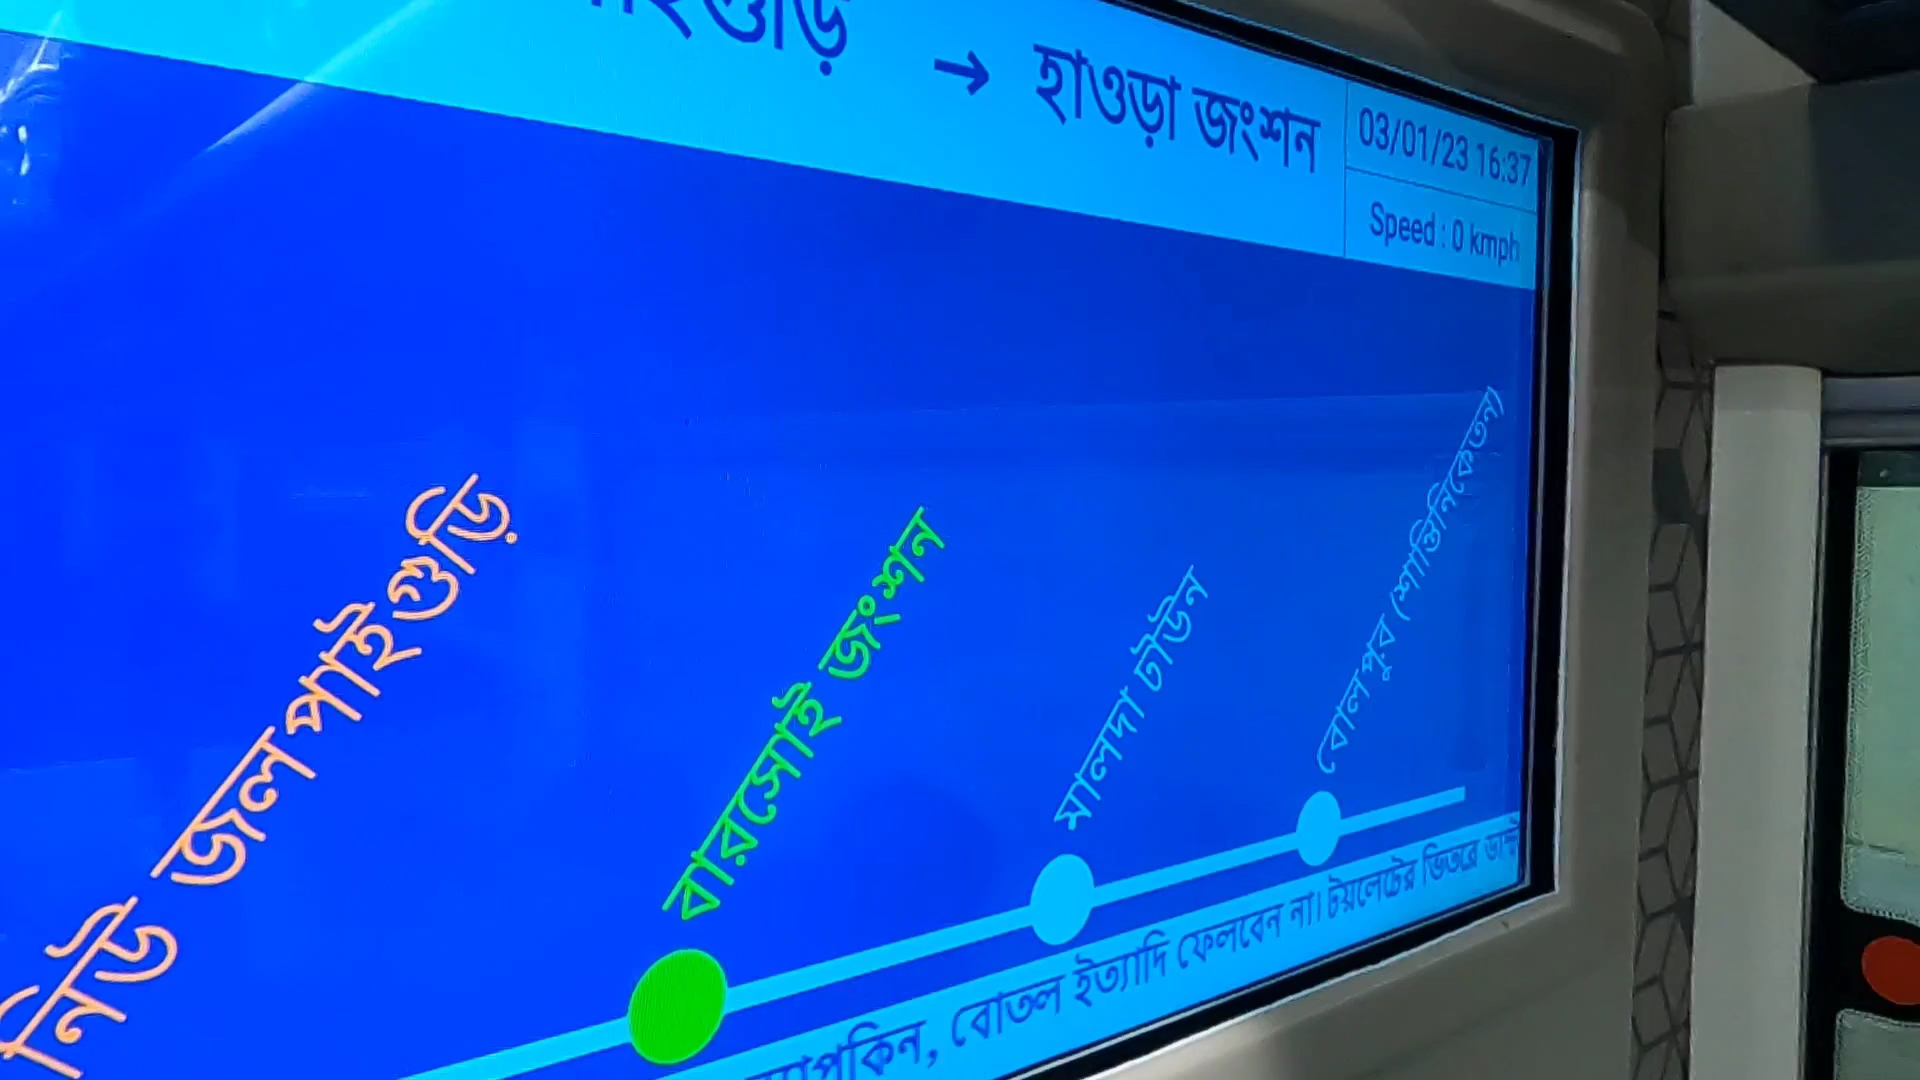 → হাওড়া জংশন
03/01/23 16:37
Speed : 0 kmph
নিউ জলপাইগুড়ি
বারসোই জংশন
মালদা টাউন
বোলপুর (শান্তিনিকেতন)
বোতল ইত্যাদি ফেলবেন না। টয়লেটের ভিতরে